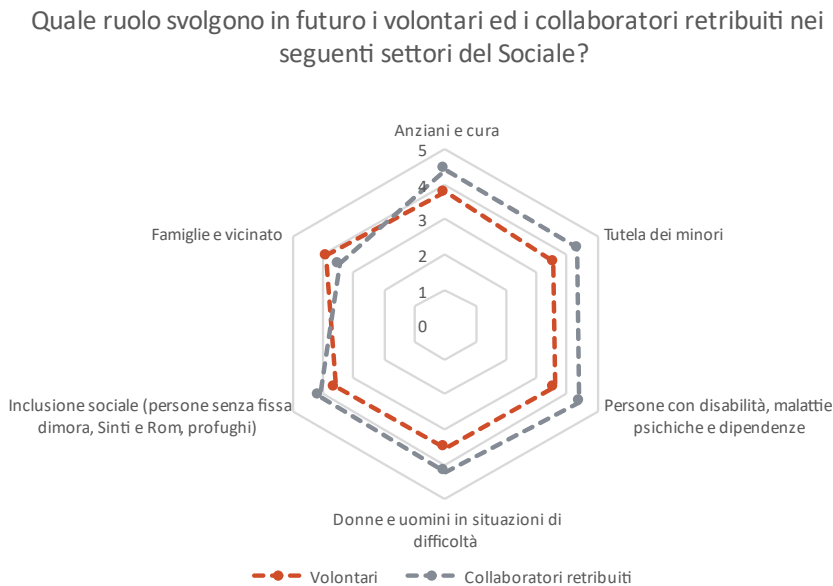 Quale ruolo svolgono in futuro i volontari ed i collaboratori retribuiti nei
seguenti settori del Sociale?
Anziani e cura
5
4
3
2
1
0
Famiglie e vicinato
Tutela dei minori
Inclusione sociale (persone senza fissa
dimora, Sinti e Rom, profughi)
Persone con disabilità, malattie
psichiche e dipendenze
Donne e uomini in situazioni di
difficoltà
Volontari
Collaboratori retribuiti